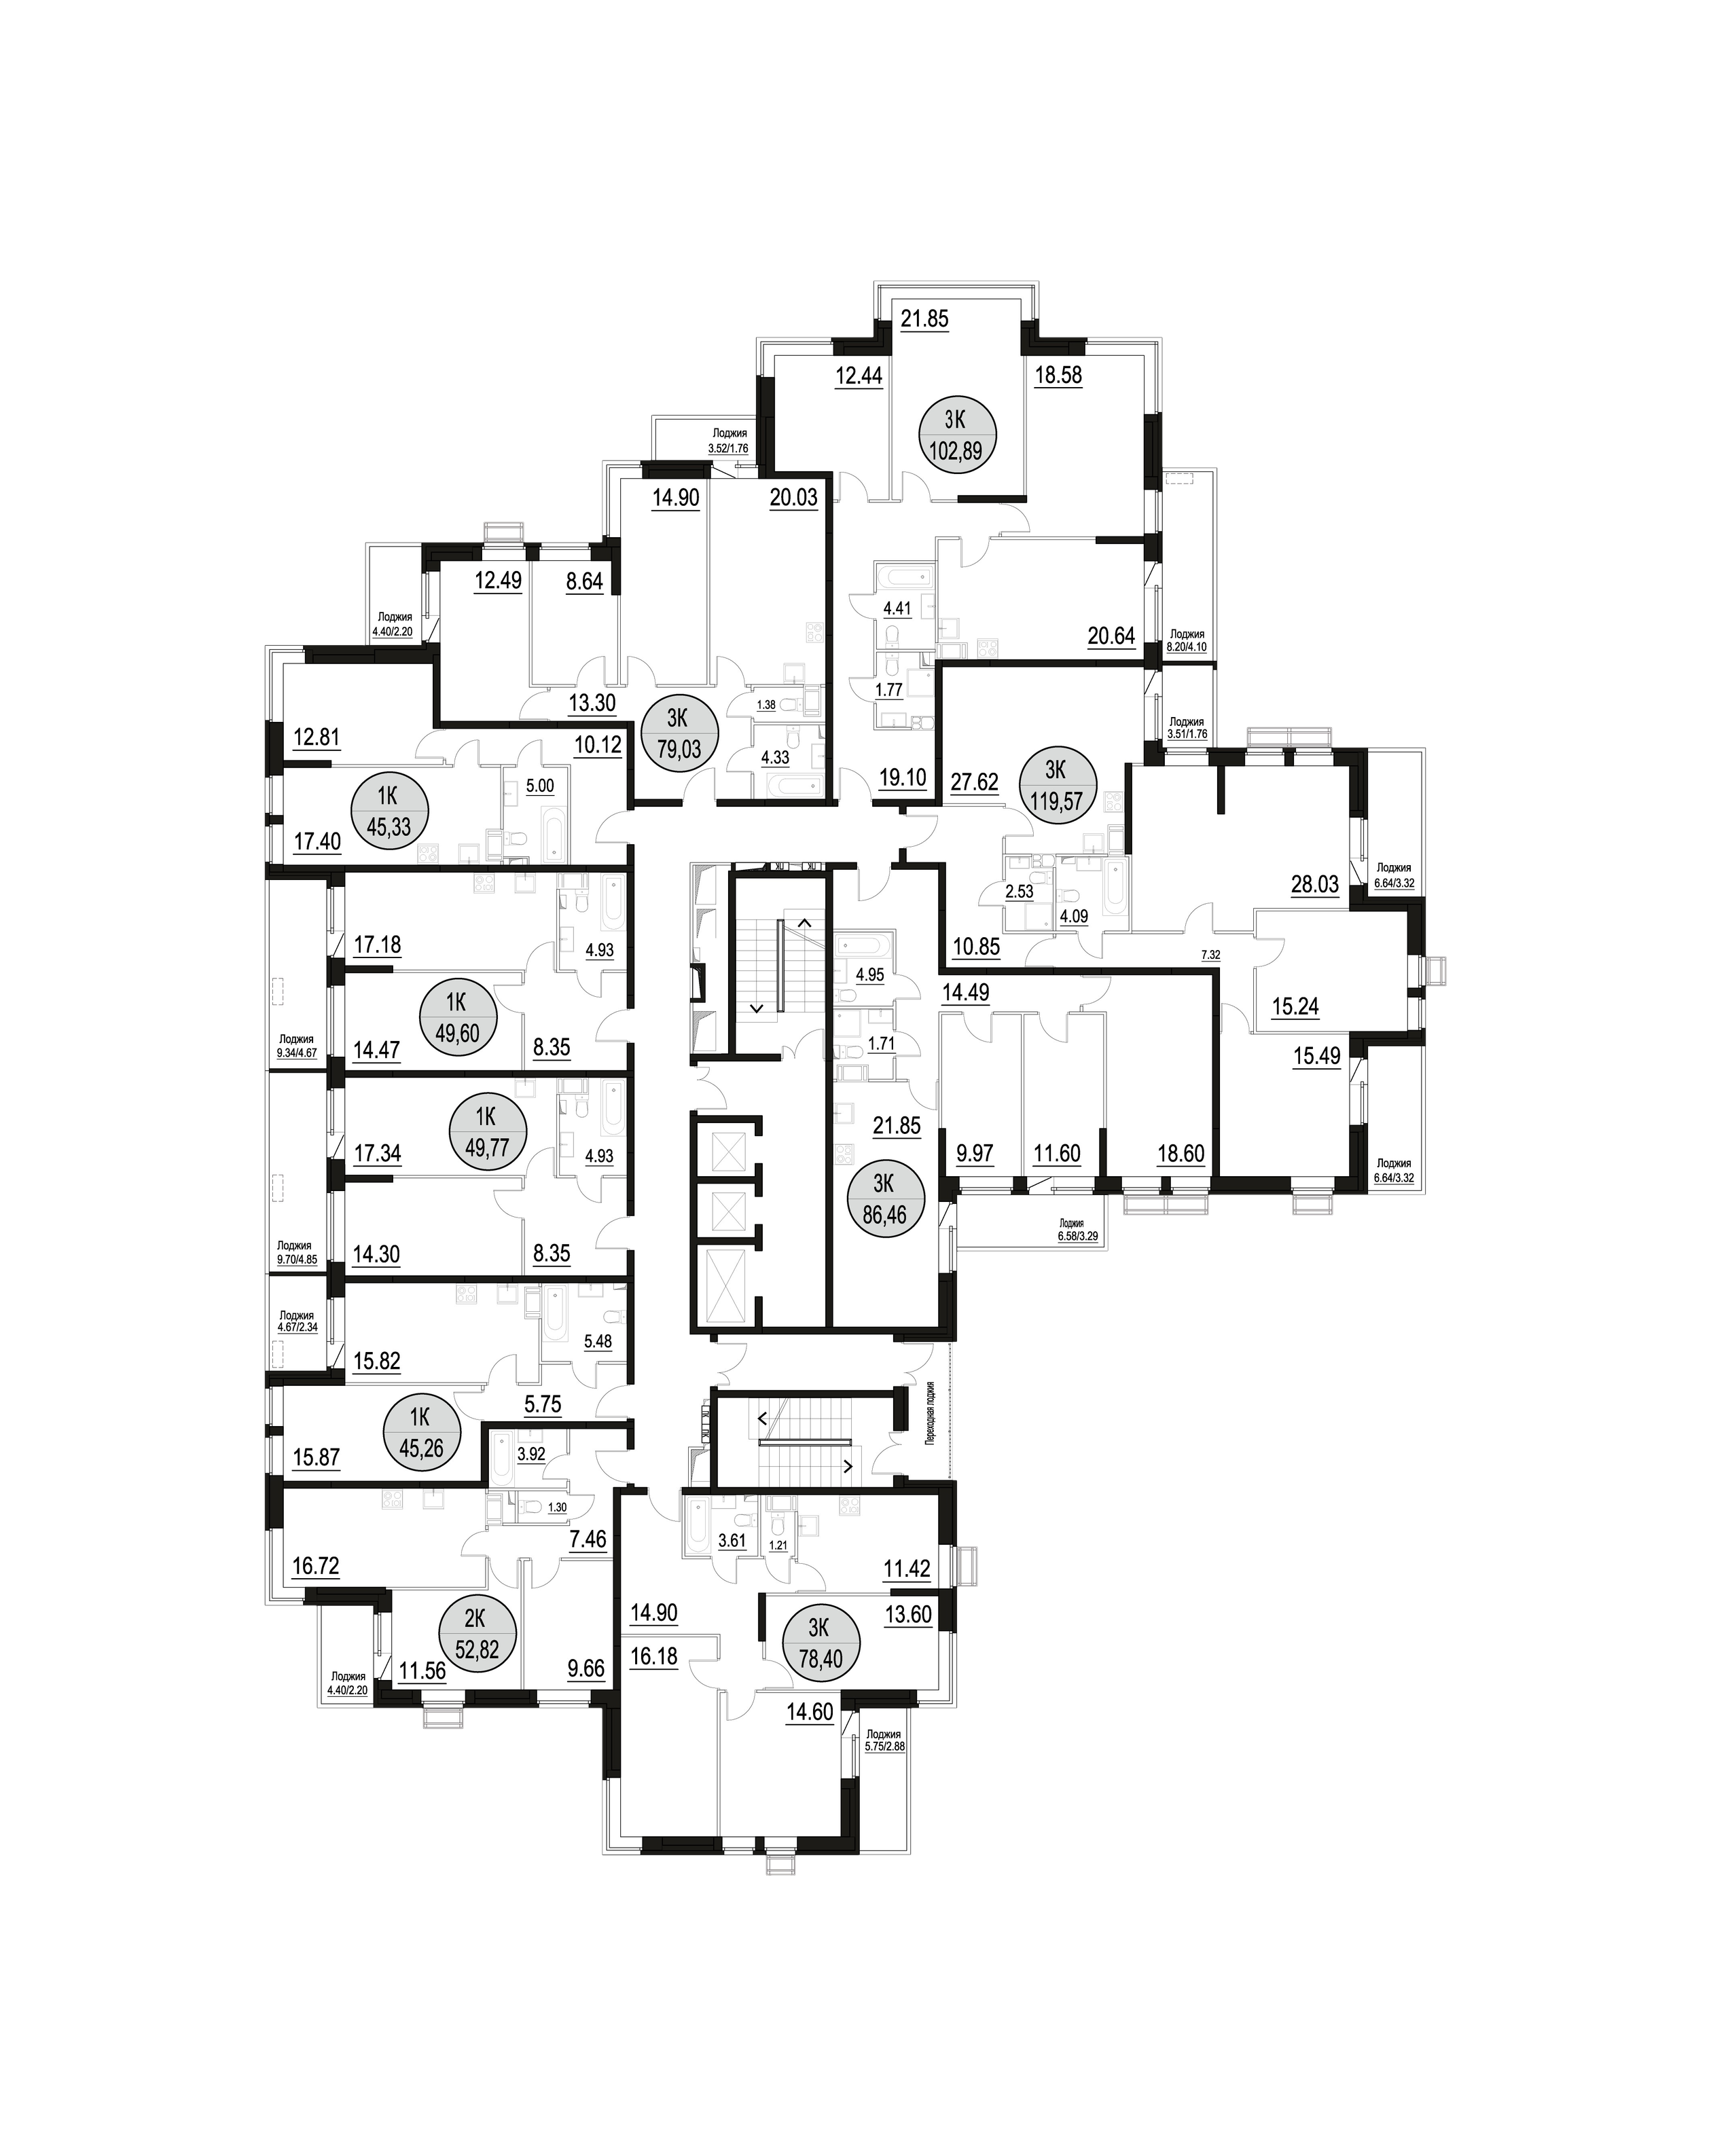 21.85
12.44
18.58
3К
102,89
Лоджия
3.52/1.76
14.90
20.03
12.49
8.64
4.41
20.64
Лоджия
4.40/2.20
Лоджия
8.20/4.10
1.77
13.30
1.38
3К
79,03
4.33
12.81
10.12
Лоджия
3.51/1.76
19.10
27.62
3К
119,57
5.00
1К
45,33
17.40
ПК
ПК
2.53
4.09
28.03
Лоджия
6.64/3.32
17.18
4.93
10.85
7.32
4.95
14.49
15.24
1К
49,60
Лоджия
9.34/4.67
14.47
8.35
1.71
15.49
1К
49,77
17.34
4.93
21.85
9.97
11.60
18.60
Лоджия
6.64/3.32
3К
86,46
Лоджия
6.58/3.29
Лоджия
9.70/4.85
14.30
8.35
Лоджия
4.67/2.34
15.82
5.48
5.75
1К
45,26
15.87
Переходная лоджия
ПК
ПК
3.92
1.30
7.46
16.72
3.61
1.21
11.42
2К
52,82
11.56
9.66
14.90
3К
78,40
13.60
16.18
Лоджия
4.40/2.20
14.60
Лоджия
5.75/2.88